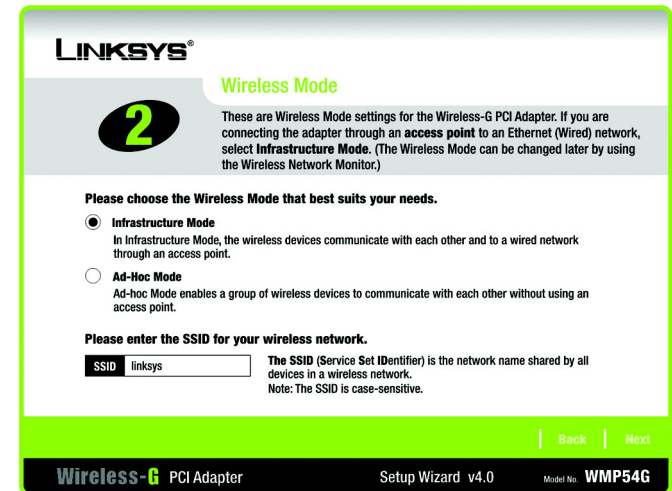 LINKSYS®
Wireless Mode
2
These are Wireless Mode settings for the Wireless-G PCI Adapter. If you are
connecting the adapter through an access point to an Ethernet (Wired) network,
select Infrastructure Mode. (The Wireless Mode can be changed later by using
the Wireless Network Monitor.)
Please choose the Wireless Mode that best suits your needs.
Infrastructure Mode
In Infrastructure Mode, the wireless devices communicate with each other and to a wired network
through an access point.
Ad-Hoc Mode
Ad-hoc Mode enables a group of wireless devices to communicate with each other without using an
access point.
Please enter the SSID for your wireless network.
SSID linksys
The SSID (Service Set IDentifier) is the network name shared by all
devices in a wireless network.
Note: The SSID is case-sensitive.
Back Next
Wireless-G PCI Adapter Setup Wizard v4.0 Model No. WMP54G